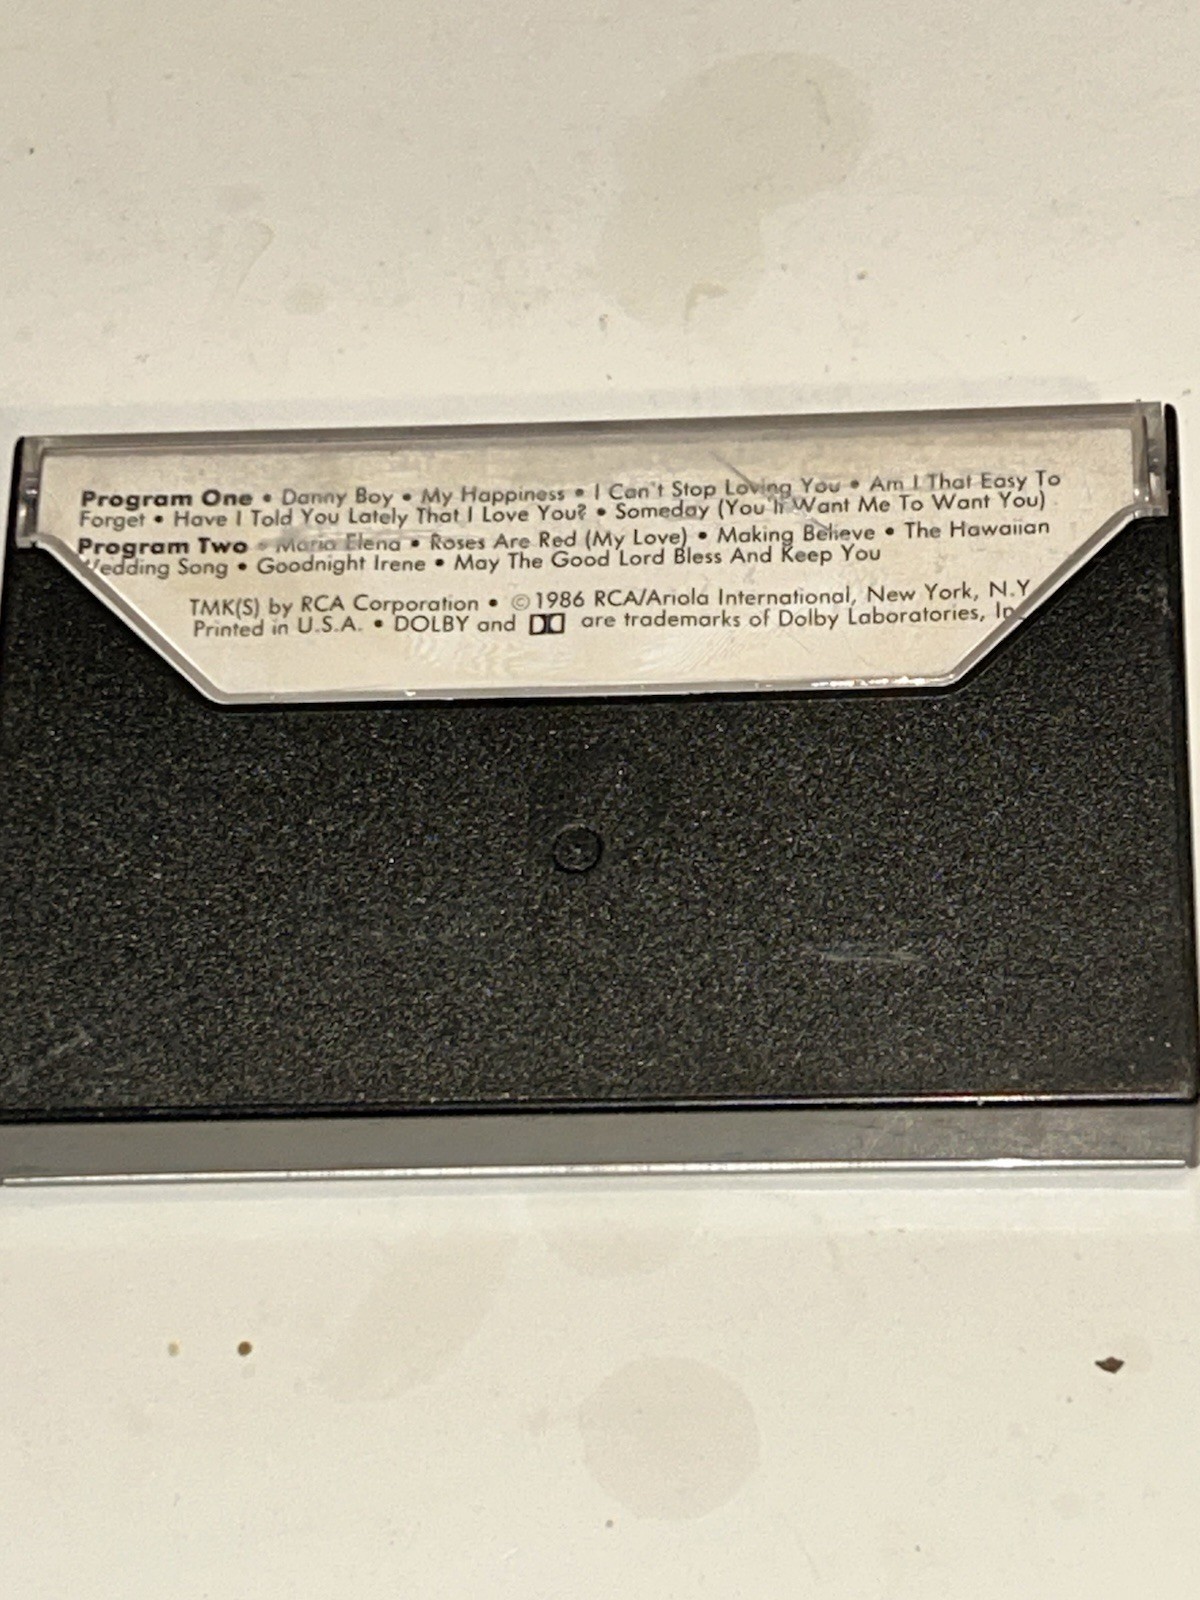 Program One • Danny Boy • My Happiness • I Can't Stop Loving You • Am I That Easy To
Forget • Have I Told You Lately That I Love You? • Someday (You'll Want Me To Want You)
Program Two • Maria Elena • Roses Are Red (My Love) • Making Believe • The Hawaiian
Wedding Song • Goodnight Irene • May The Good Lord Bless And Keep You
TMK(S) by RCA Corporation • ©1986 RCA/Ariola International, New York, N.Y
Printed in U.S.A. • DOLBY and are trademarks of Dolby Laboratories, In